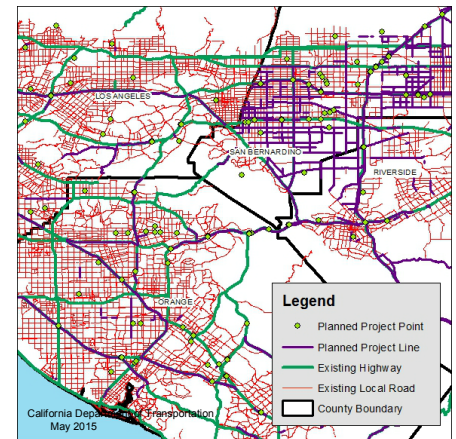 LOS ANGELES
SAN BERNARDINO
RIVERSIDE
ORANGE
Legend
Planned Project Point
Planned Project Line
Existing Highway
Existing Local Road
County Boundary
California Department of Transportation
May 2015